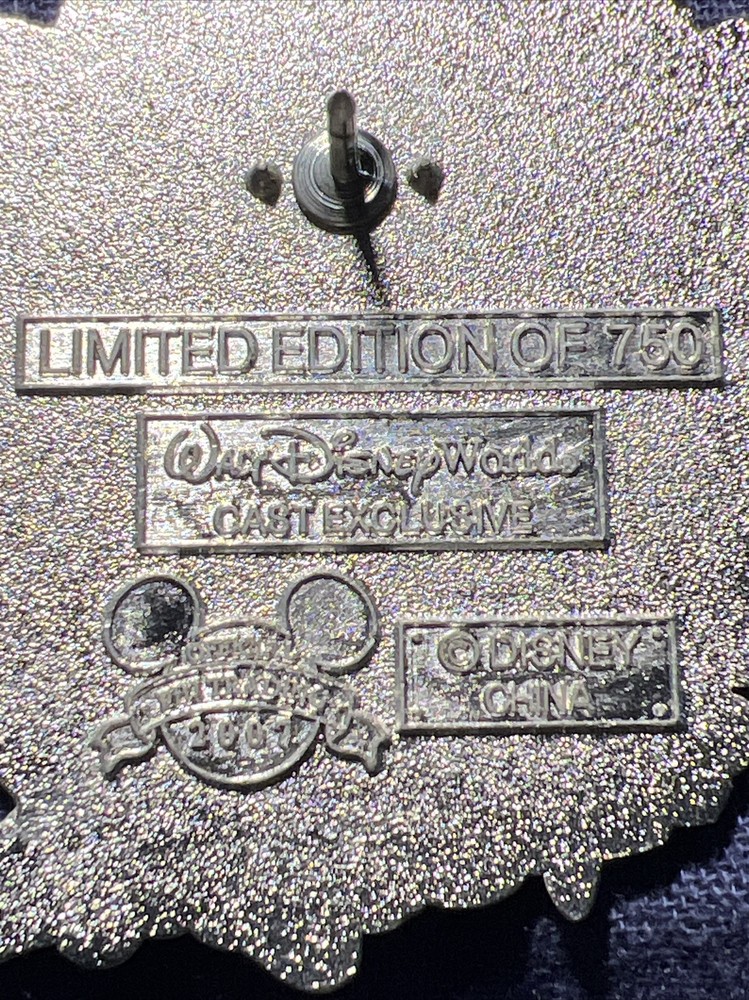 LIMITED EDITION OF 750
Walt Disney World®
CAST EXCLUSIVE
OFFICIAL
PIN TRADING
2007
© DISNEY
CHINA